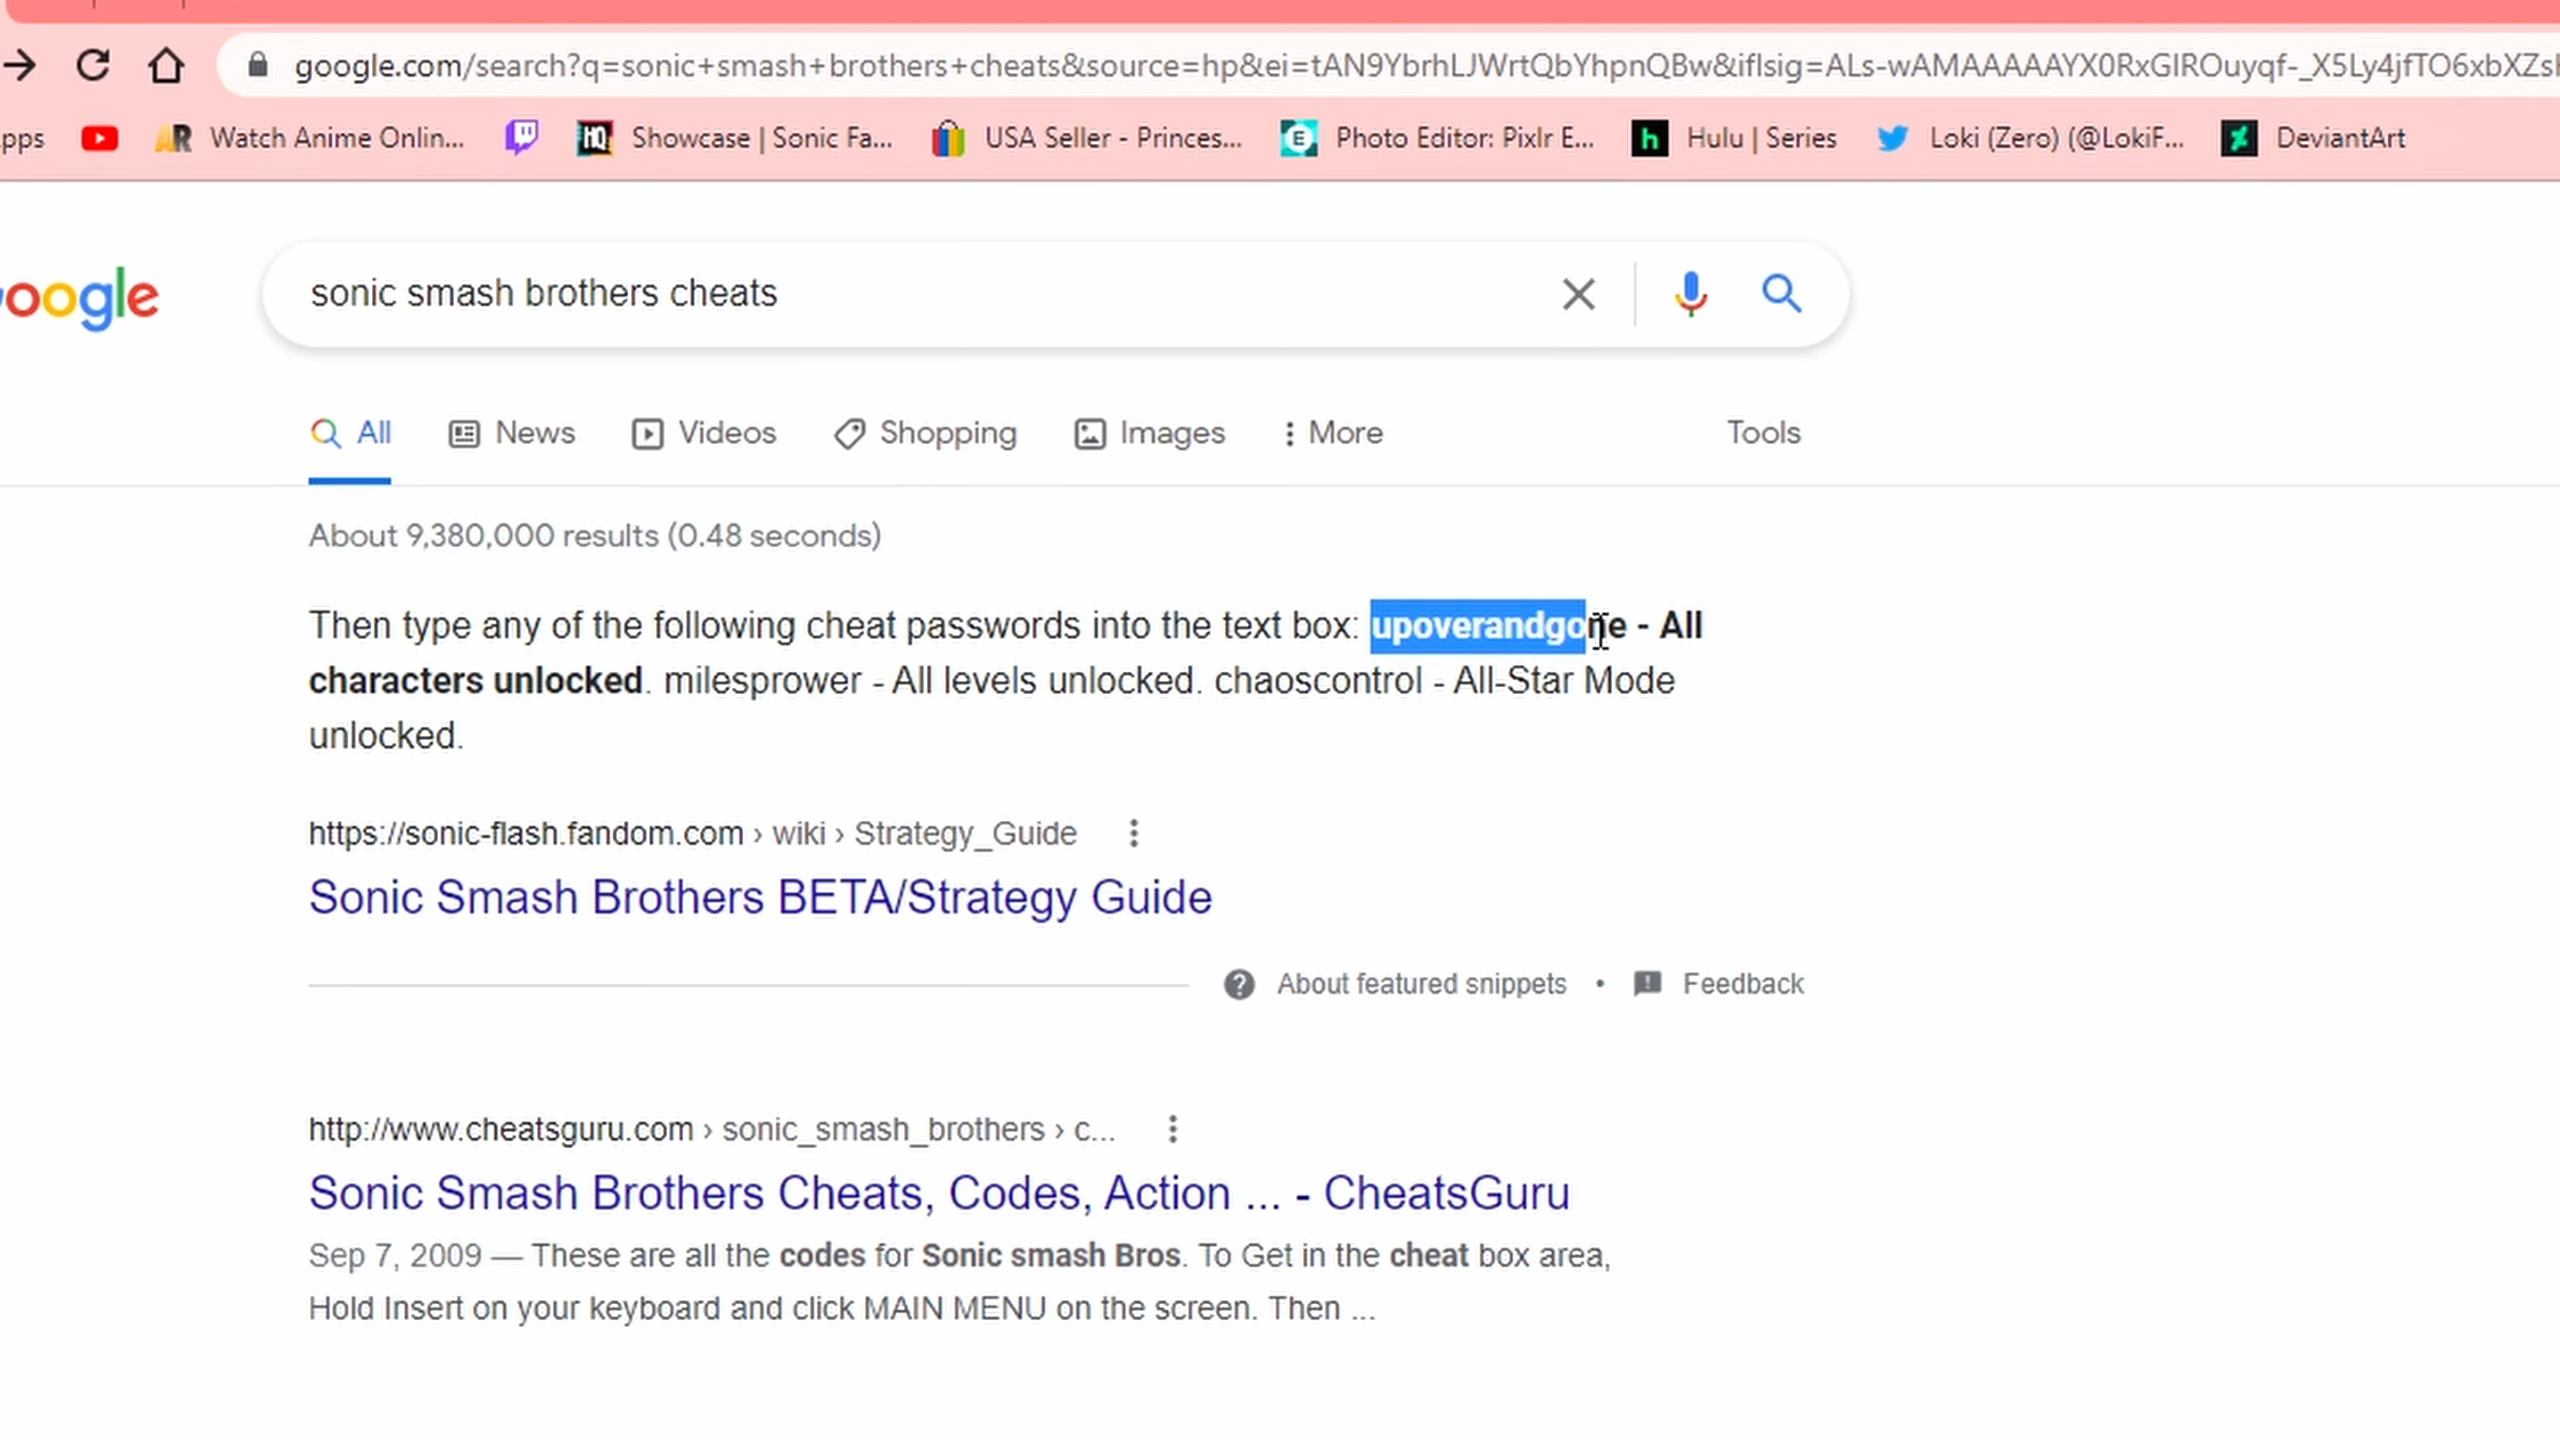 google.com/search?q=sonic+smash+brothers+cheats&source=hp&ei=tAN9YbrhLJWrtQbYhpnQBw&iflsig=ALs-wAMAAAAAYX0RxGIROuyqf-_X5Ly4jfTO6xbXZs
pps Watch Anime Onlin... HQ Showcase | Sonic Fa... USA Seller - Princes... Photo Editor: Pixlr E... h Hulu | Series Loki (Zero) (@LokiF... DeviantArt
oogle sonic smash brothers cheats
All News Videos Shopping Images More Tools
About 9,380,000 results (0.48 seconds)
Then type any of the following cheat passwords into the text box: upoverandgone - All
characters unlocked. milesprower - All levels unlocked. chaoscontrol - All-Star Mode
unlocked.
https://sonic-flash.fandom.com › wiki › Strategy_Guide
Sonic Smash Brothers BETA/Strategy Guide
About featured snippets • Feedback
http://www.cheatsguru.com › sonic_smash_brothers › c...
Sonic Smash Brothers Cheats, Codes, Action ... - CheatsGuru
Sep 7, 2009 — These are all the codes for Sonic smash Bros. To Get in the cheat box area,
Hold Insert on your keyboard and click MAIN MENU on the screen. Then ...